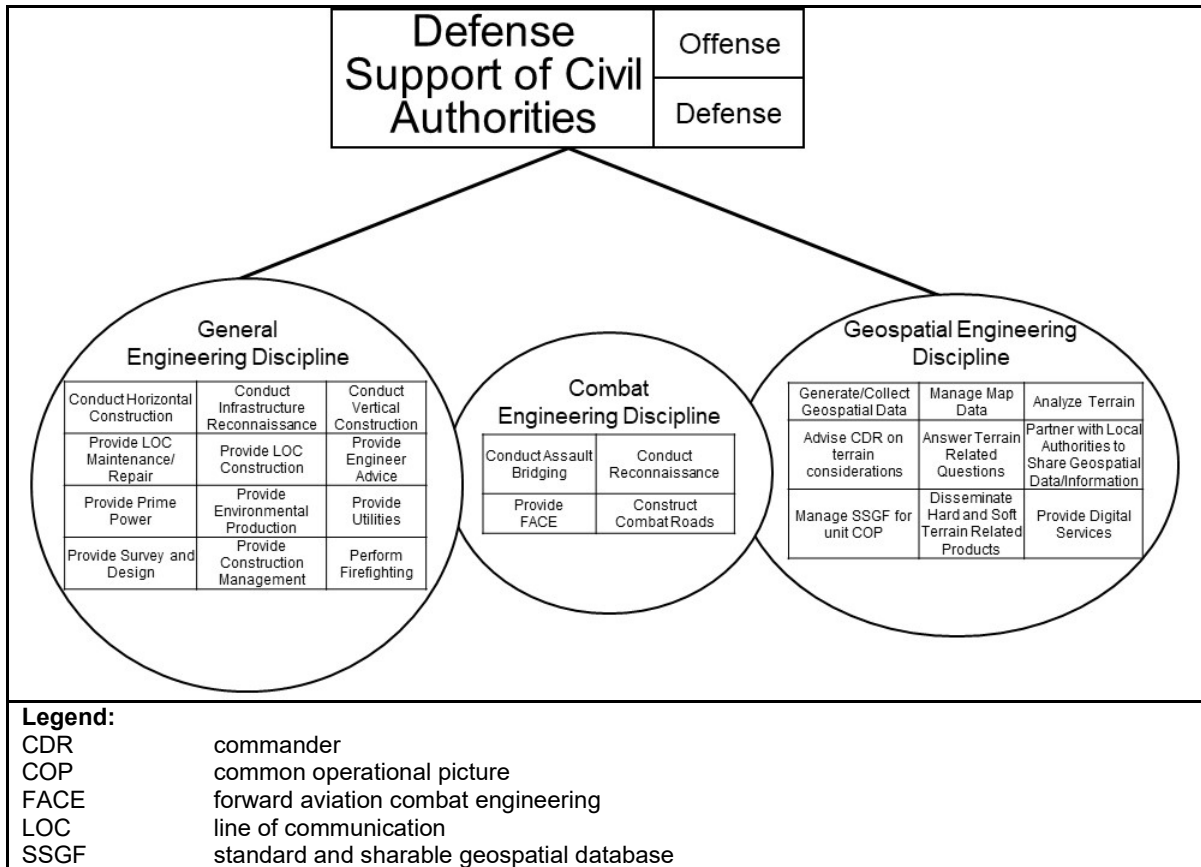 Defense
Support of Civil
Authorities
Offense
Defense
General
Engineering Discipline
Conduct Horizontal
Construction
Conduct
Infrastructure
Reconnaissance
Conduct
Vertical
Construction
Provide LOC
Maintenance/
Repair
Provide LOC
Construction
Provide
Engineer
Advice
Provide Prime
Power
Provide
Environmental
Production
Provide
Utilities
Provide Survey and
Design
Provide
Construction
Management
Perform
Firefighting
Combat
Engineering Discipline
Conduct Assault
Bridging
Conduct
Reconnaissance
Provide
FACE
Construct
Combat Roads
Geospatial Engineering
Discipline
Generate/Collect
Geospatial Data
Manage Map
Data
Analyze Terrain
Advise CDR on
terrain
considerations
Answer Terrain
Related
Questions
Partner with Local
Authorities to
Share Geospatial
Data/Information
Manage SSGF for
unit COP
Disseminate
Hard and Soft
Terrain Related
Products
Provide Digital
Services
Legend:
CDR commander
COP common operational picture
FACE forward aviation combat engineering
LOC line of communication
SSGF standard and sharable geospatial database